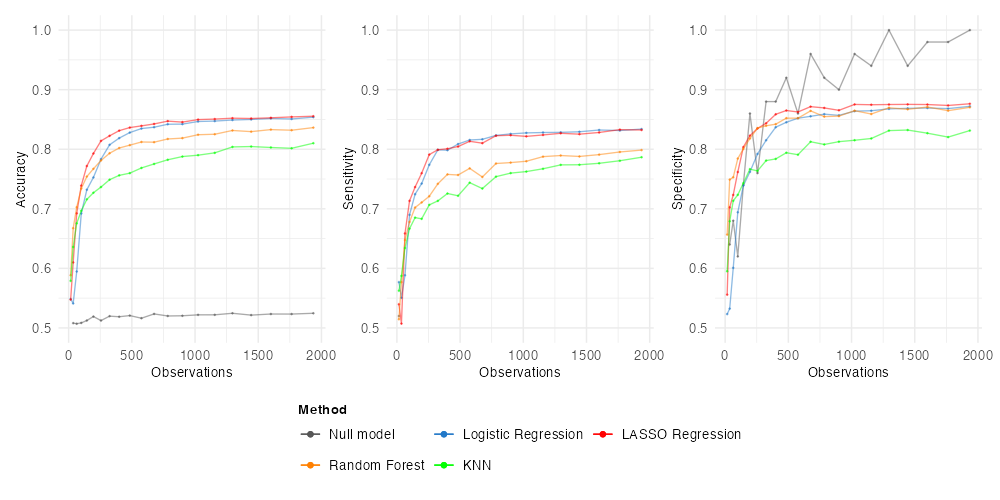 1.0
0.9
0.8
0.7
0.6
0.5
Accuracy
0 500 1000 1500 2000
Observations
1.0
0.9
0.8
0.7
0.6
0.5
Sensitivity
0 500 1000 1500 2000
Observations
1.0
0.9
0.8
0.7
0.6
0.5
Specificity
0 500 1000 1500 2000
Observations
Method
Null model Logistic Regression LASSO Regression
Random Forest KNN